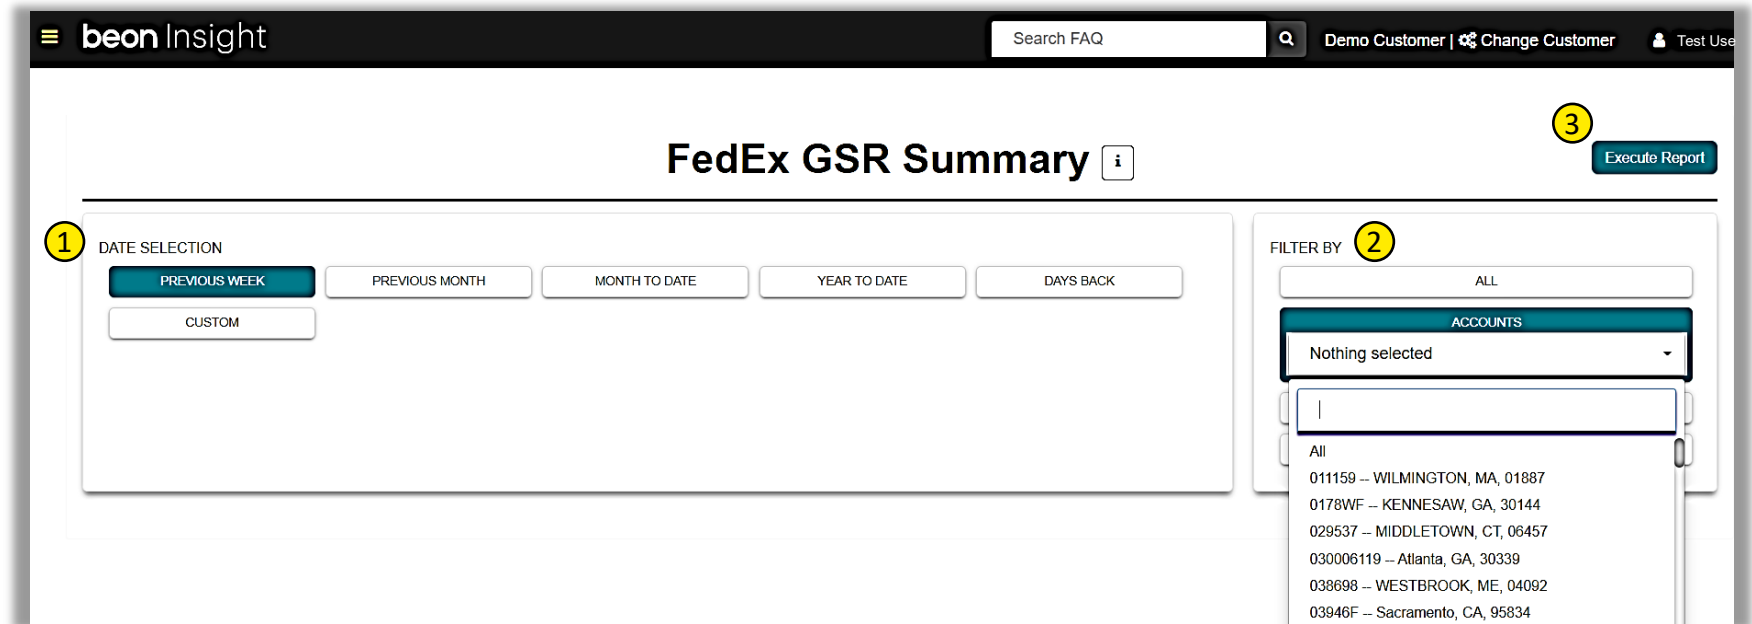 beon Insight
Search FAQ
Demo Customer | Change Customer
Test Use
3
FedEx GSR Summary i
Execute Report
1
DATE SELECTION
PREVIOUS WEEK
PREVIOUS MONTH
MONTH TO DATE
YEAR TO DATE
DAYS BACK
CUSTOM
FILTER BY 2
ALL
ACCOUNTS
Nothing selected
All
011159 -- WILMINGTON, MA, 01887
0178WF -- KENNESAW, GA, 30144
029537 -- MIDDLETOWN, CT, 06457
030006119 -- Atlanta, GA, 30339
038698 -- WESTBROOK, ME, 04092
03946F -- Sacramento, CA, 95834